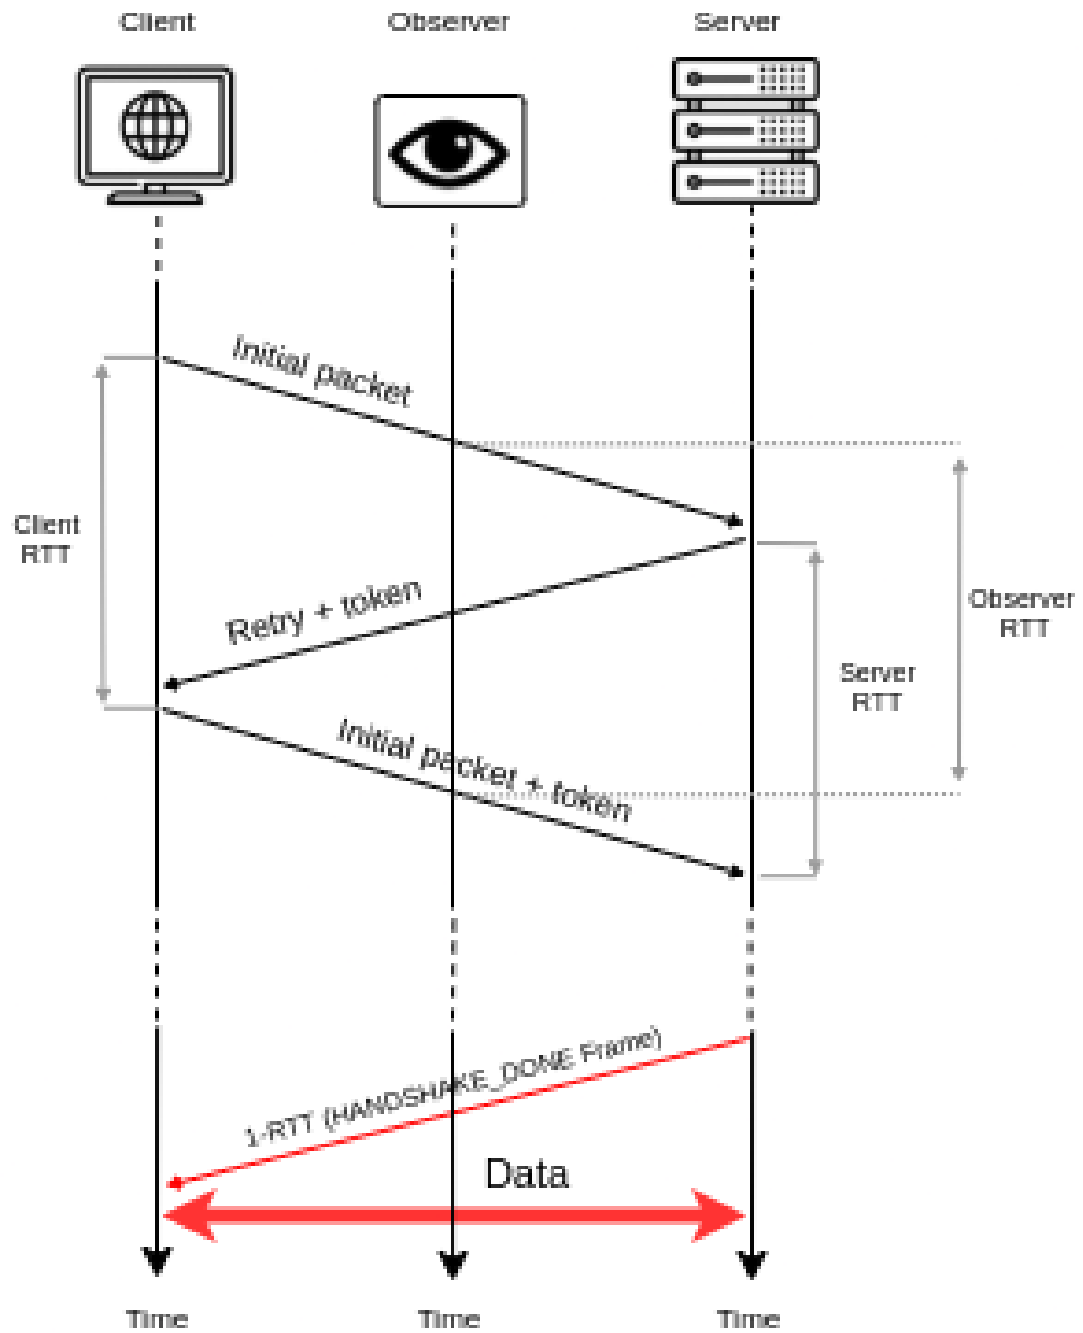 Client
Observer
Server
Initial packet
Client
RTT
Retry + token
Observer
RTT
Server
RTT
Initial packet + token
1-RTT (HANDSHAKE_DONE Frame)
Data
Time
Time
Time